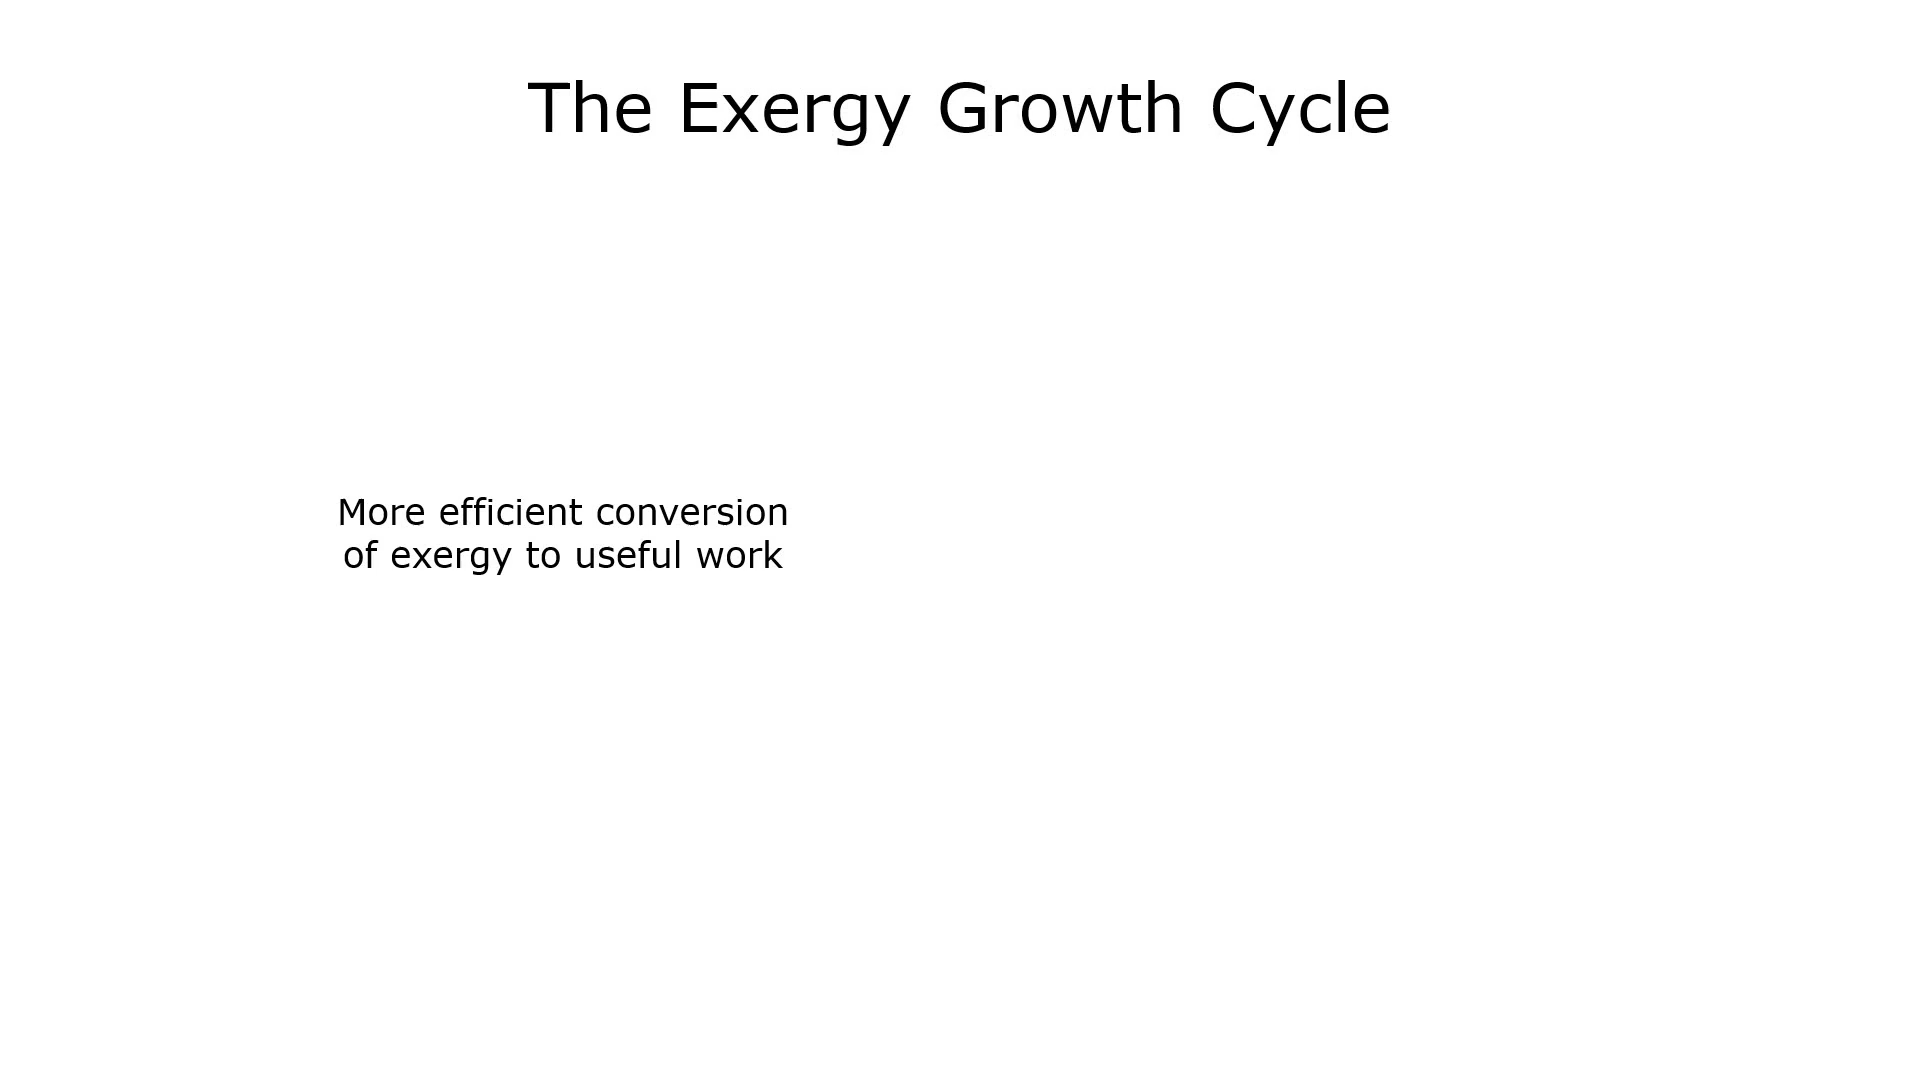 The Exergy Growth Cycle
More efficient conversion
of exergy to useful work